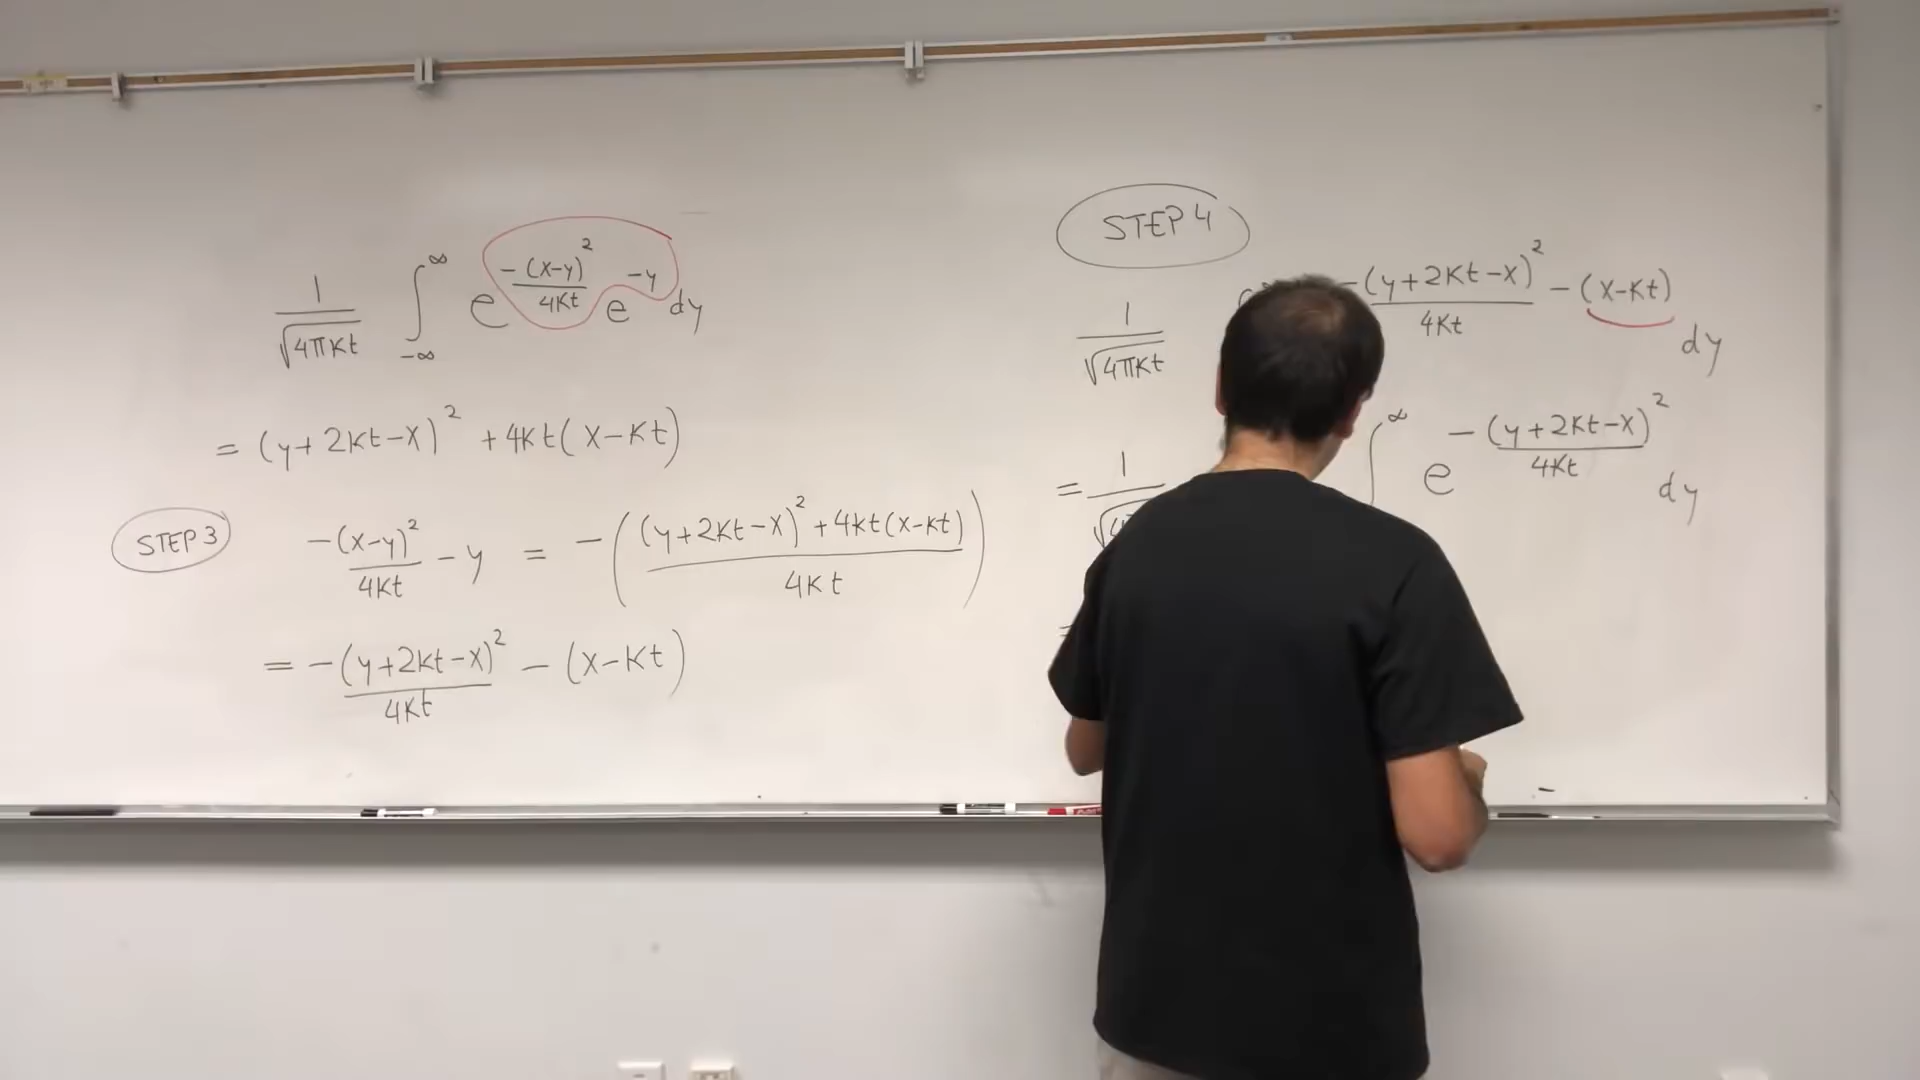 1/√4πkt ∫_{-∞}^{∞} e^{-(x-y)²/4kt} e^{-y} dy
= (y+2kt-x)² + 4kt(x-kt)
STEP 3
-(x-y)²/4kt - y = -((y+2kt-x)² + 4kt(x-kt)/4kt)
= -(y+2kt-x)²/4kt - (x-kt)
STEP 4
1/√4πkt -(y+2kt-x)²/4kt - (x-kt) dy
= 1/√4 ∫^{∞} e^{-(y+2kt-x)²/4kt} dy
=